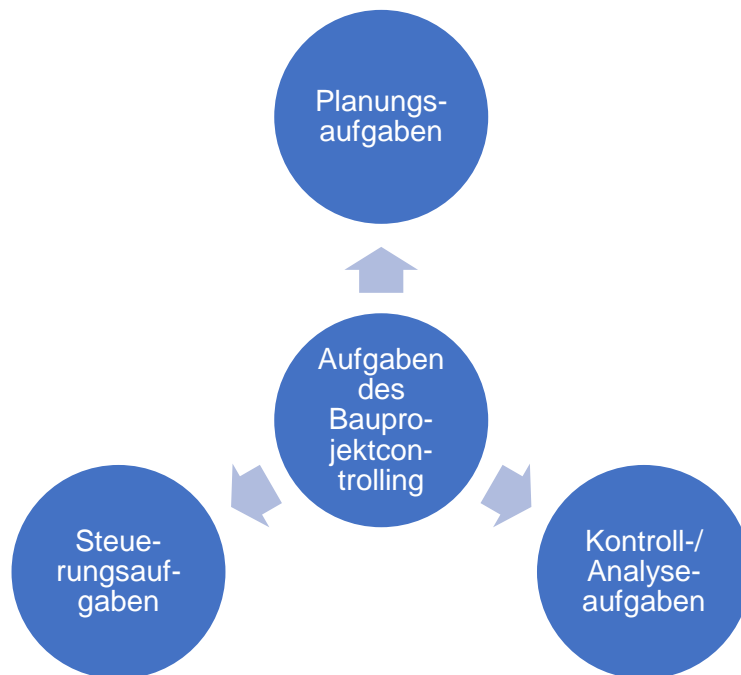 Planungs-
aufgaben
Aufgaben
des
Baupro-
jektcon-
trolling
Steue-
rungsauf-
gaben
Kontroll-/
Analyse-
aufgaben